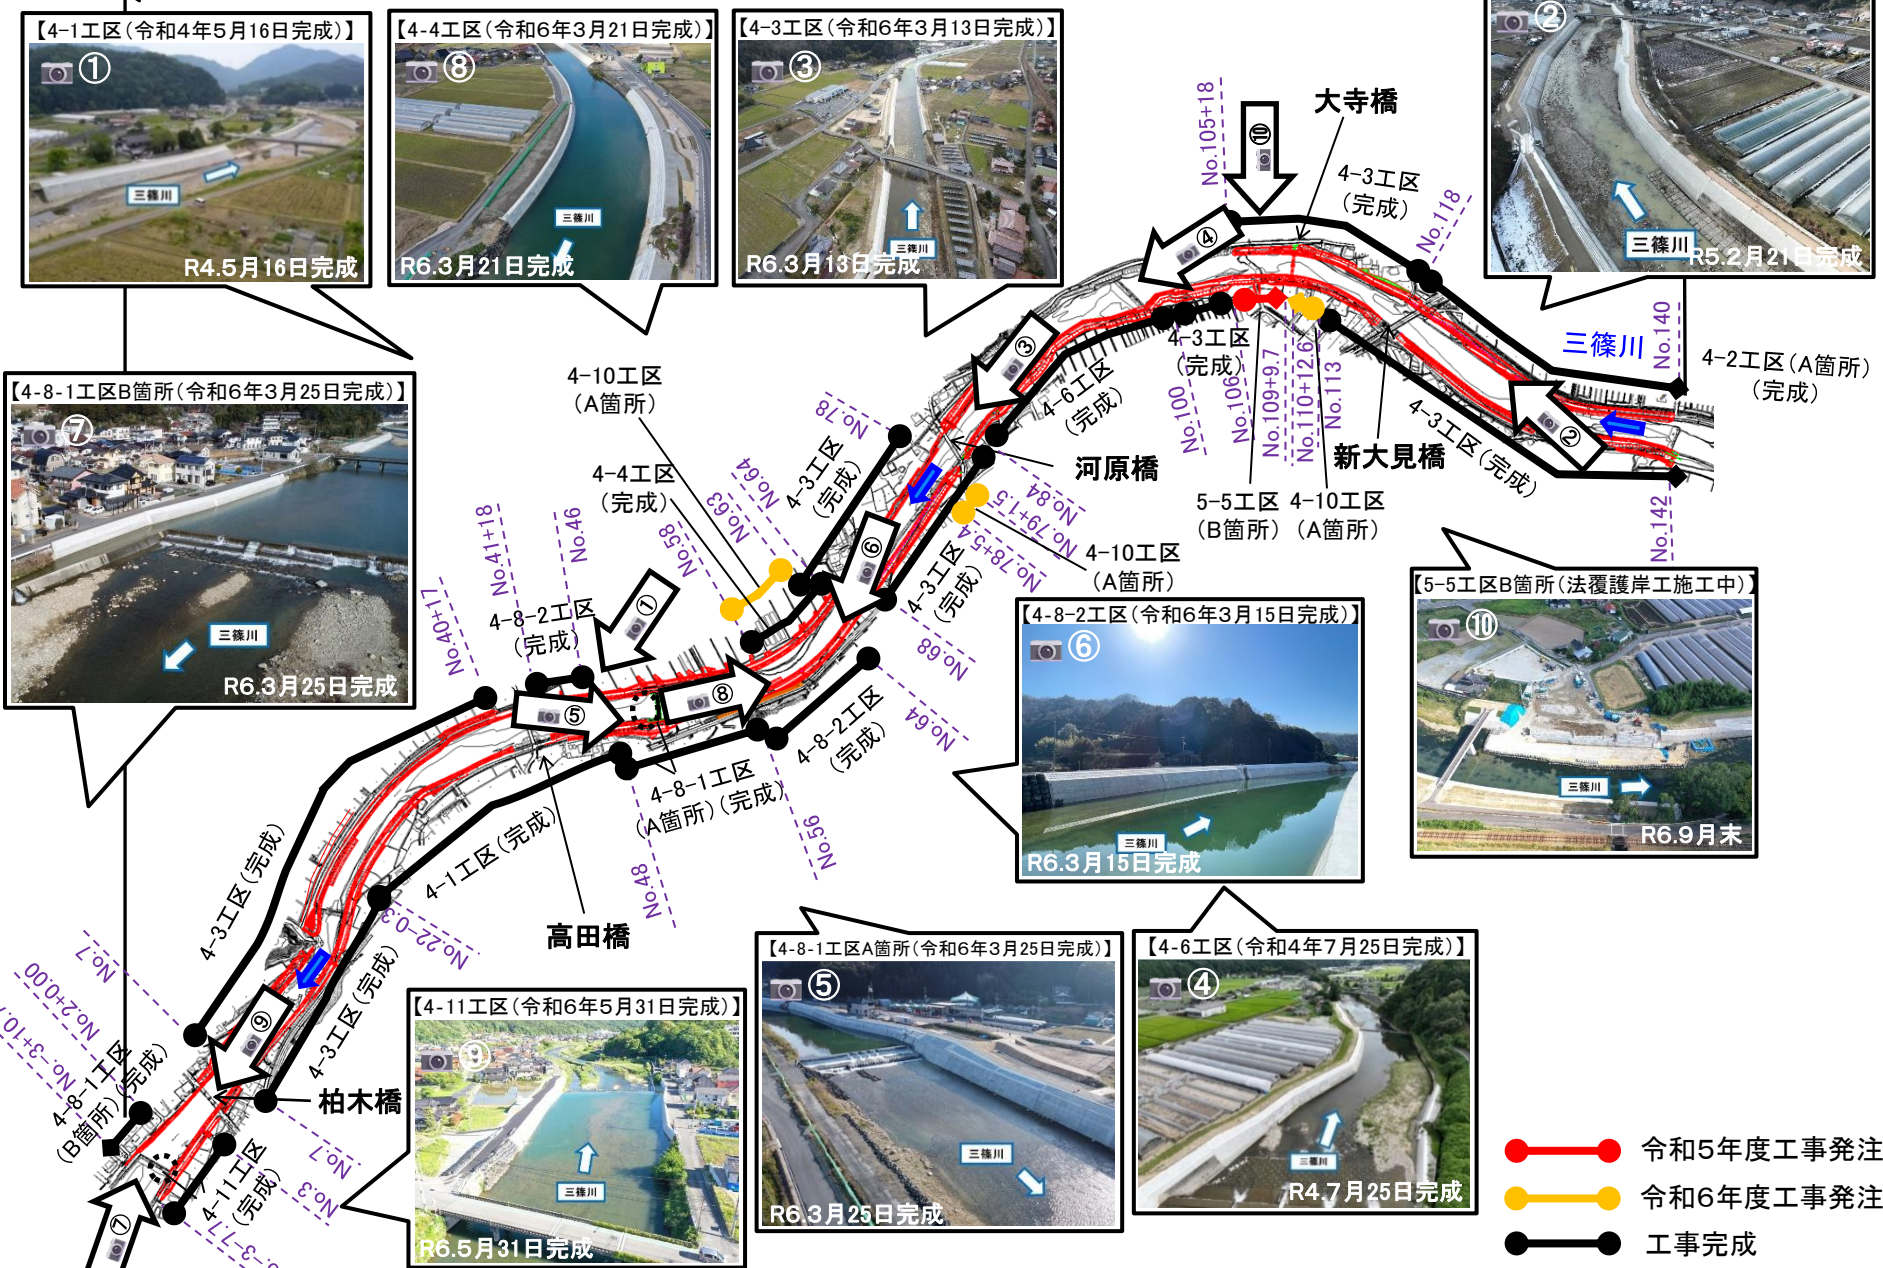 【4-1工区(令和4年5月16日完成)】
①
三篠川
R4.5月16日完成
【4-4工区(令和6年3月21日完成)】
⑧
三篠川
R6.3月21日完成
【4-3工区(令和6年3月13日完成)】
③
三篠川
R6.3月13日完成
②
三篠川
R5.2月21日完成
No.105+18
⑩
大寺橋
4-3工区
(完成)
No.118
④
三篠川
No.140
4-2工区(A箇所)
(完成)
4-3工区
(完成)
③
4-6工区
(完成)
No.100
No.106
No.109+9.7
No.110+12.6
No.113
新大見橋
4-3工区(完成)
②
No.142
5-5工区
(B箇所)
4-10工区
(A箇所)
【4-8-1工区B箇所(令和6年3月25日完成)】
⑦
三篠川
R6.3月25日完成
4-10工区
(A箇所)
4-4工区
(完成)
No.78
4-3工区
(完成)
No.64
No.63
No.58
河原橋
No.84
No.79+1.5
No.78+5.4
4-10工区
(A箇所)
4-3工区
(完成)
⑥
No.68
No.64
No.46
No.41+18
No.40+17
4-8-2工区
(完成)
①
⑤
⑧
4-8-2工区
(完成)
4-8-1工区
(A箇所)(完成)
No.56
No.48
4-1工区(完成)
高田橋
4-3工区(完成)
No.22-0.3
4-3工区(完成)
No.7
No.2+0.00
No.-3+10.
4-8-1工区
(B箇所)(完成)
⑨
柏木橋
No.7
No.3
4-11工区
(完成)
⑦
【4-8-2工区(令和6年3月15日完成)】
⑥
三篠川
R6.3月15日完成
【5-5工区B箇所(法覆護岸工施工中)】
⑩
三篠川
R6.9月末
【4-11工区(令和6年5月31日完成)】
⑨
三篠川
R6.5月31日完成
【4-8-1工区A箇所(令和6年3月25日完成)】
⑤
三篠川
R6.3月25日完成
【4-6工区(令和4年7月25日完成)】
④
三篠川
R4.7月25日完成
令和5年度工事発注
令和6年度工事発注
工事完成